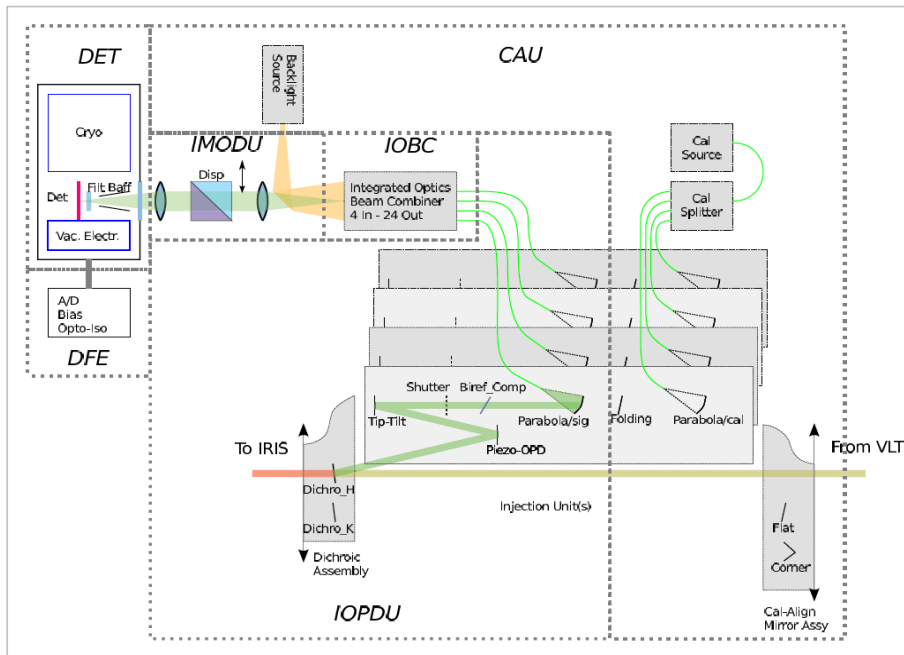 DET
CAU
Backlight
Source
Cryo
IMODU
IOBC
Cal
Source
Disp
Filt Baff
Det
Integrated Optics
Beam Combiner
4 In - 24 Out
Cal
Splitter
Vac. Electr.
A/D
Bias
Opto-Iso
DFE
Shutter
Biref_Comp
Tip-Tilt
Parabola/sig
Folding
Parabola/cal
Piezo-OPD
To IRIS
From VLT
Dichro_H
Dichro_K
Injection Unit(s)
Flat
Corner
Dichroic
Assembly
IOPDU
Cal-Align
Mirror Assy